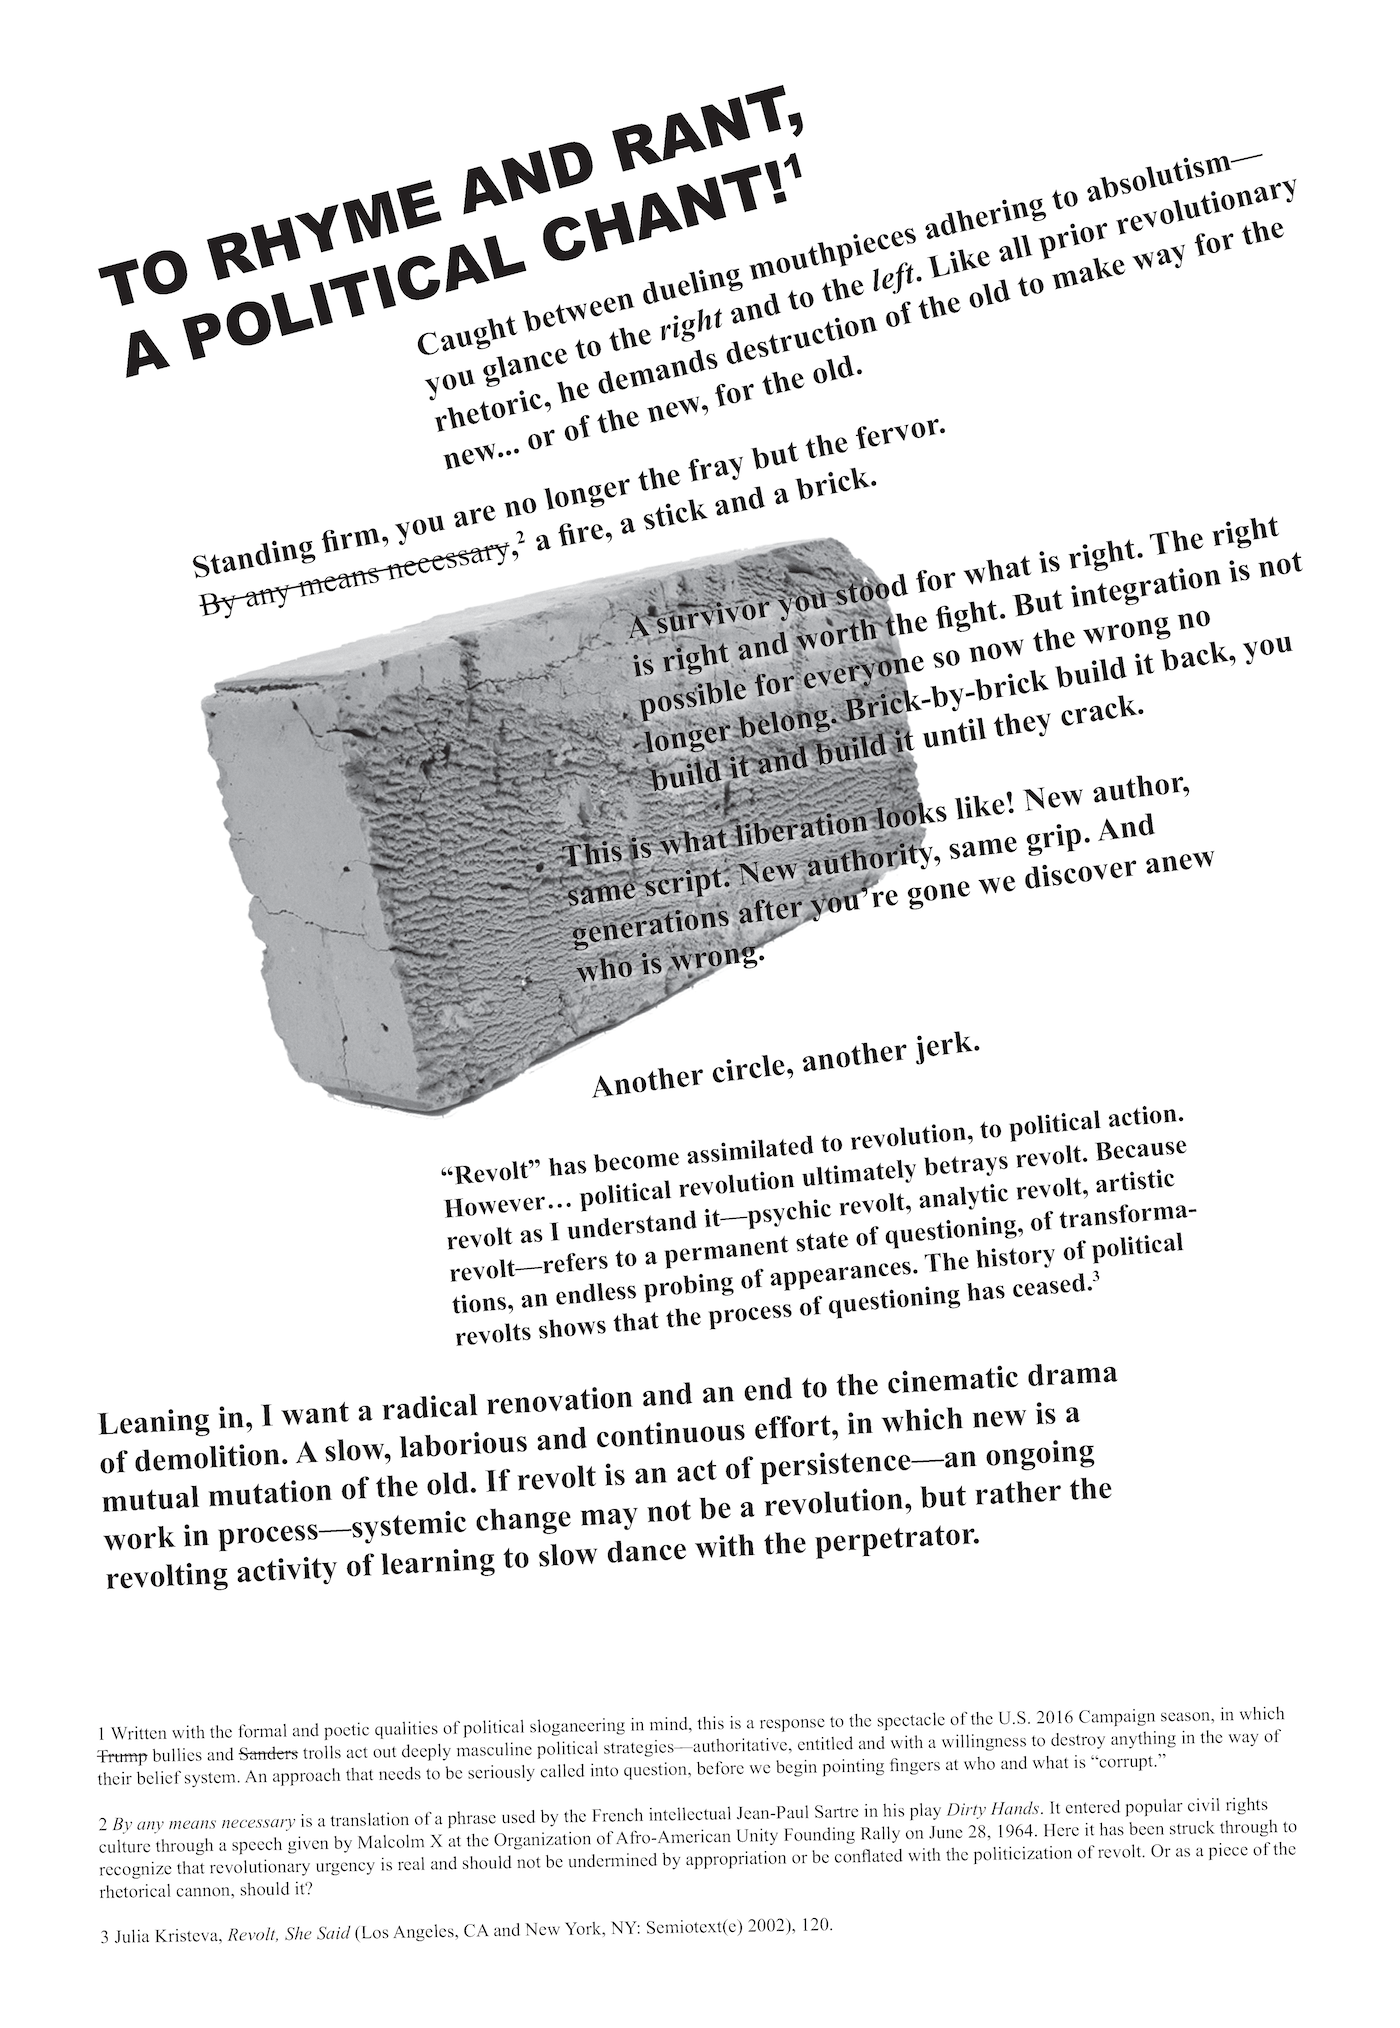 TO RHYME AND RANT,
A POLITICAL CHANT!¹
Caught between dueling mouthpieces adhering to absolutism—
you glance to the right and to the left. Like all prior revolutionary
rhetoric, he demands destruction of the old to make way for the
new... or of the new, for the old.
Standing firm, you are no longer the fray but the fervor.
By any means necessary,² a fire, a stick and a brick.
A survivor you stood for what is right. The right
is right and worth the fight. But integration is not
possible for everyone so now the wrong no
longer belong. Brick-by-brick build it back, you
build it and build it until they crack.
This is what liberation looks like! New author,
same script. New authority, same grip. And
generations after you’re gone we discover anew
who is wrong.
Another circle, another jerk.
“Revolt” has become assimilated to revolution, to political action.
However… political revolution ultimately betrays revolt. Because
revolt as I understand it—psychic revolt, analytic revolt, artistic
revolt—refers to a permanent state of questioning, of transforma-
tions, an endless probing of appearances. The history of political
revolts shows that the process of questioning has ceased.³
Leaning in, I want a radical renovation and an end to the cinematic drama
of demolition. A slow, laborious and continuous effort, in which new is a
mutual mutation of the old. If revolt is an act of persistence—an ongoing
work in process—systemic change may not be a revolution, but rather the
revolting activity of learning to slow dance with the perpetrator.
1 Written with the formal and poetic qualities of political sloganeering in mind, this is a response to the spectacle of the U.S. 2016 Campaign season, in which
Trump bullies and Sanders trolls act out deeply masculine political strategies—authoritative, entitled and with a willingness to destroy anything in the way of
their belief system. An approach that needs to be seriously called into question, before we begin pointing fingers at who and what is “corrupt.”
2 By any means necessary is a translation of a phrase used by the French intellectual Jean-Paul Sartre in his play Dirty Hands. It entered popular civil rights
culture through a speech given by Malcolm X at the Organization of Afro-American Unity Founding Rally on June 28, 1964. Here it has been struck through to
recognize that revolutionary urgency is real and should not be undermined by appropriation or be conflated with the politicization of revolt. Or as a piece of the
rhetorical cannon, should it?
3 Julia Kristeva, Revolt, She Said (Los Angeles, CA and New York, NY: Semiotext(e) 2002), 120.